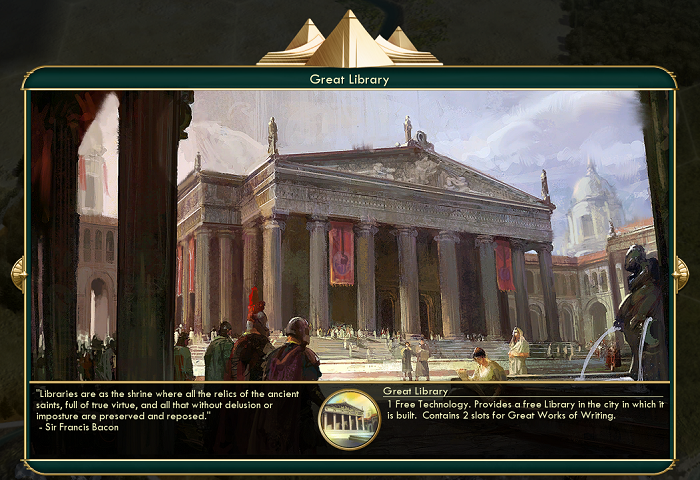 Great Library
"Libraries are as the shrine where all the relics of the ancient
saints, full of true virtue, and all that without delusion or
imposture are preserved and reposed."
- Sir Francis Bacon
Great Library
1 Free Technology. Provides a free Library in the city in which it
is built. Contains 2 slots for Great Works of Writing.